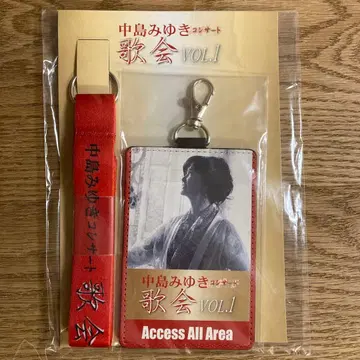 中島みゆきコンサート
歌会 VOL.1
中島みゆきコンサート 歌会
中島みゆきコンサート
歌会 VOL.1
Access All Area